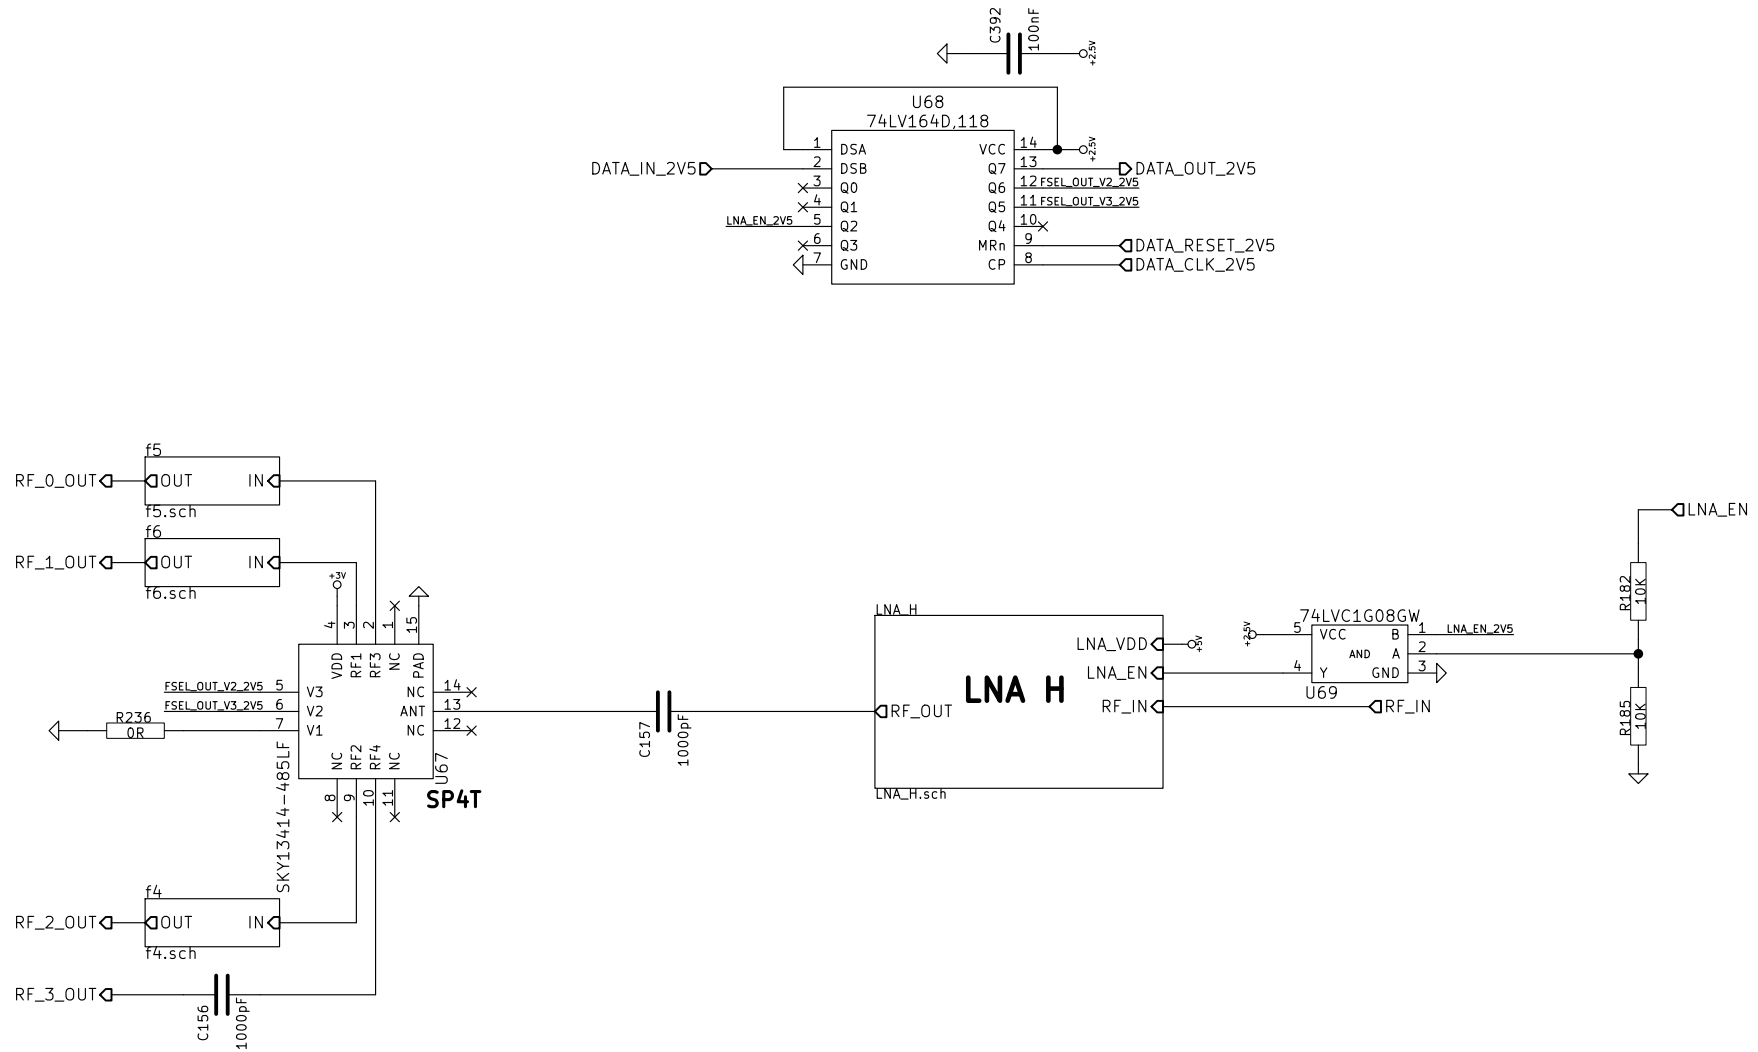 C392
100nF
+2.5V
U68
74LV164D,118
1 DSA VCC 14 +2.5V
DATA_IN_2V5 2 DSB Q7 13 DATA_OUT_2V5
3 Q0 Q6 12 FSEL_OUT_V2_2V5
4 Q1 Q5 11 FSEL_OUT_V3_2V5
LNA_EN_2V5 5 Q2 Q4 10
6 Q3 MRn 9 DATA_RESET_2V5
7 GND CP 8 DATA_CLK_2V5
f5
RF_0_OUT OUT IN
f5.sch
f6
RF_1_OUT OUT IN
f6.sch
+3V
4 3 2 1 15
VDD RF1 RF3 NC PAD
FSEL_OUT_V2_2V5 5 V3 NC 14
FSEL_OUT_V3_2V5 6 V2 ANT 13
R236
0R
7 V1 NC 12
NC RF2 RF4 NC
8 9 10 11
U67
SP4T
SKY13414-485LF
f4
RF_2_OUT OUT IN
f4.sch
RF_3_OUT
C156
1000pF
C157
1000pF
LNA_H
LNA_VDD +5V
LNA_EN
LNA H
RF_IN RF_IN
RF_OUT
LNA_H.sch
74LVC1G08GW
+2.5V 5 VCC B 1 LNA_EN_2V5
AND A 2
4 Y GND 3
U69
LNA_EN
R182
10K
R185
10K